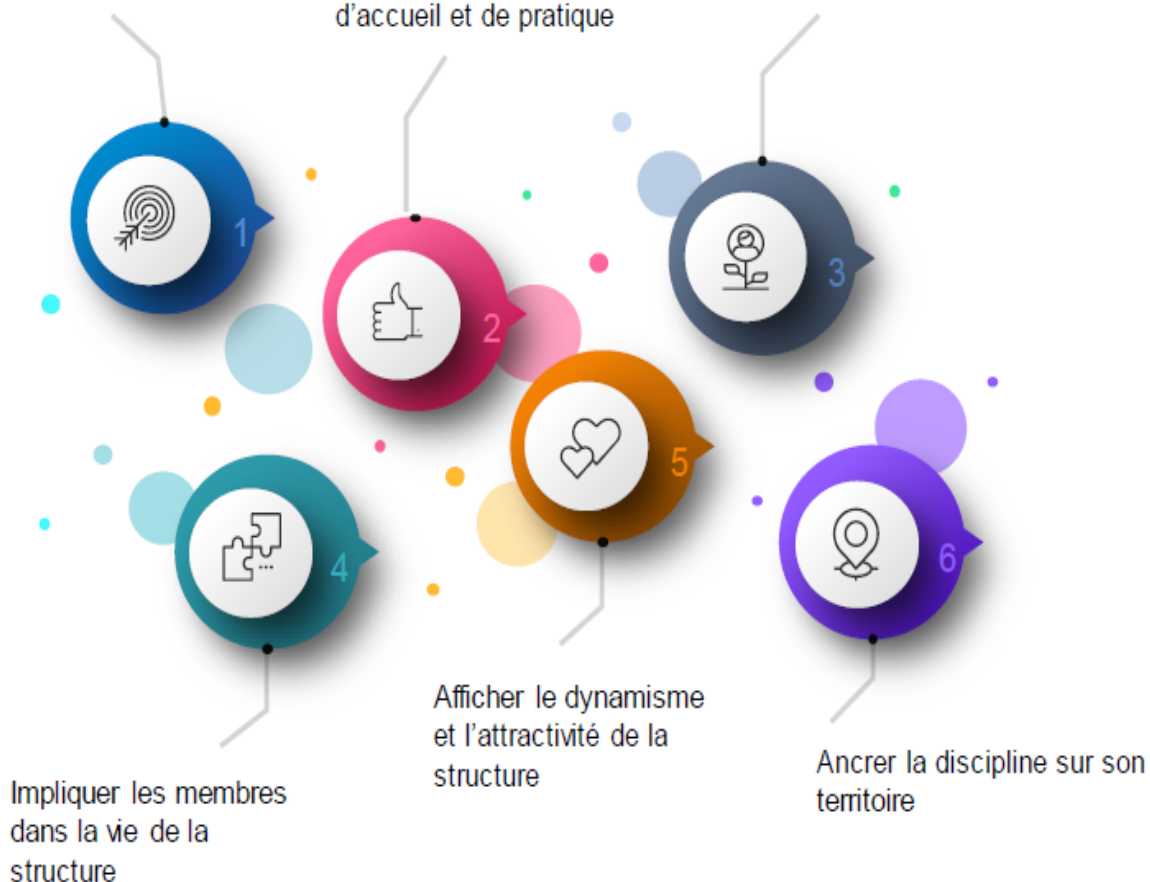 d'accueil et de pratique
1
2
3
4
5
6
Afficher le dynamisme
et l'attractivité de la
structure
Ancrer la discipline sur son
territoire
Impliquer les membres
dans la vie de la
structure